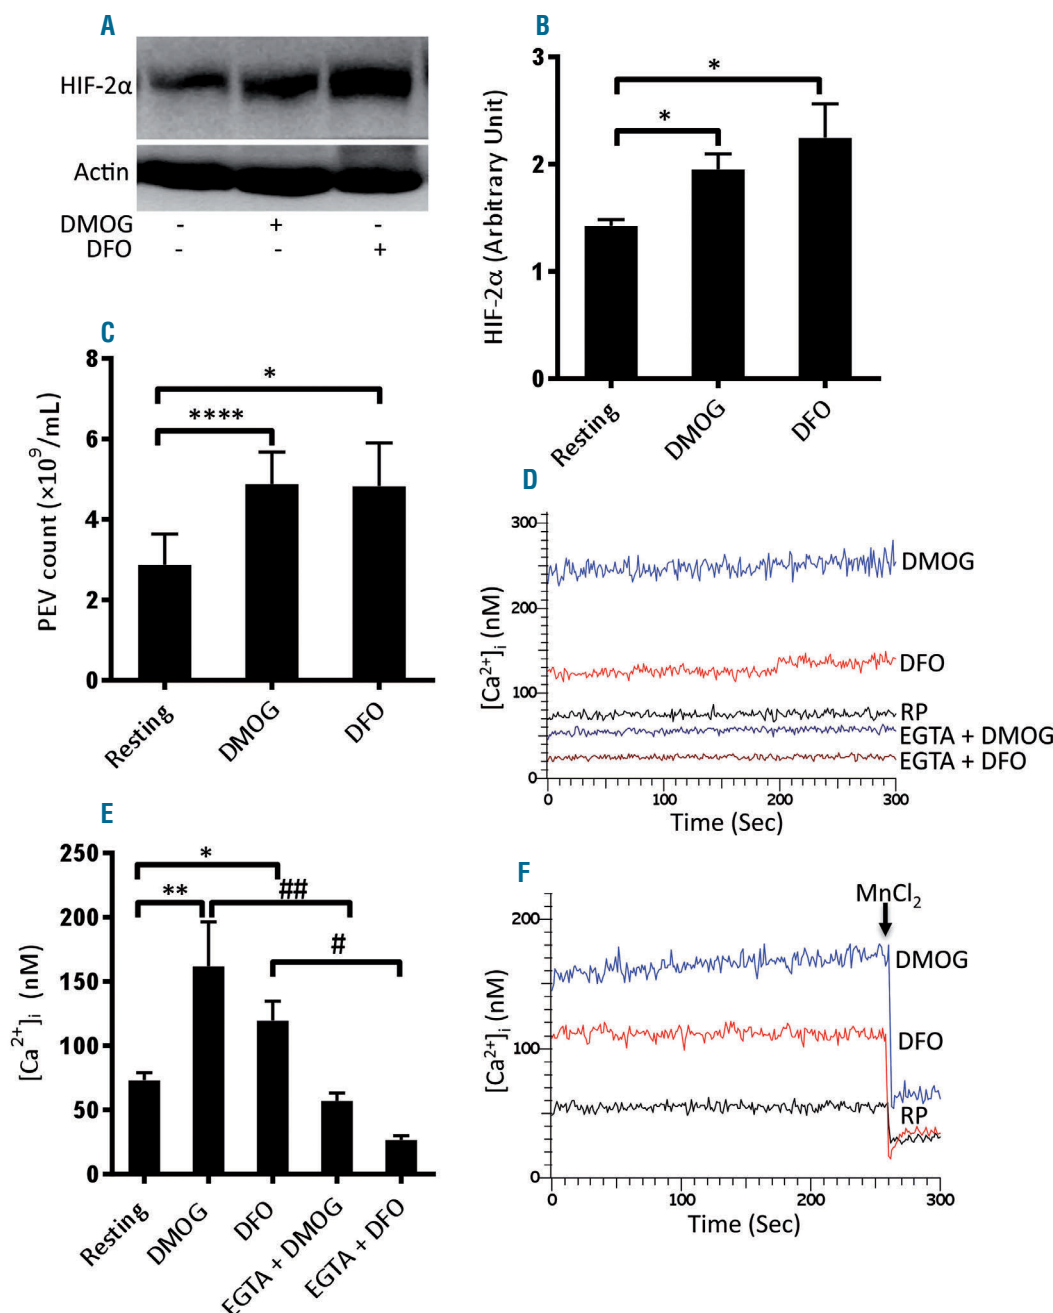 A
HIF-2α
Actin
DMOG - + -
DFO - - +
B
HIF-2α (Arbitrary Unit)
3
2
1
0
*
*
Resting
DMOG
DFO
C
PEV count (×10⁹/mL)
8
6
4
2
0
*
****
Resting
DMOG
DFO
D
[Ca²⁺]ᵢ (nM)
300
200
100
0
DMOG
DFO
RP
EGTA + DMOG
EGTA + DFO
0 100 200 300
Time (Sec)
E
[Ca²⁺]ᵢ (nM)
250
200
150
100
50
0
*
**
##
#
Resting
DMOG
DFO
EGTA + DMOG
EGTA + DFO
F
MnCl₂
[Ca²⁺]ᵢ (nM)
200
100
0
DMOG
DFO
RP
0 100 200 300
Time (Sec)